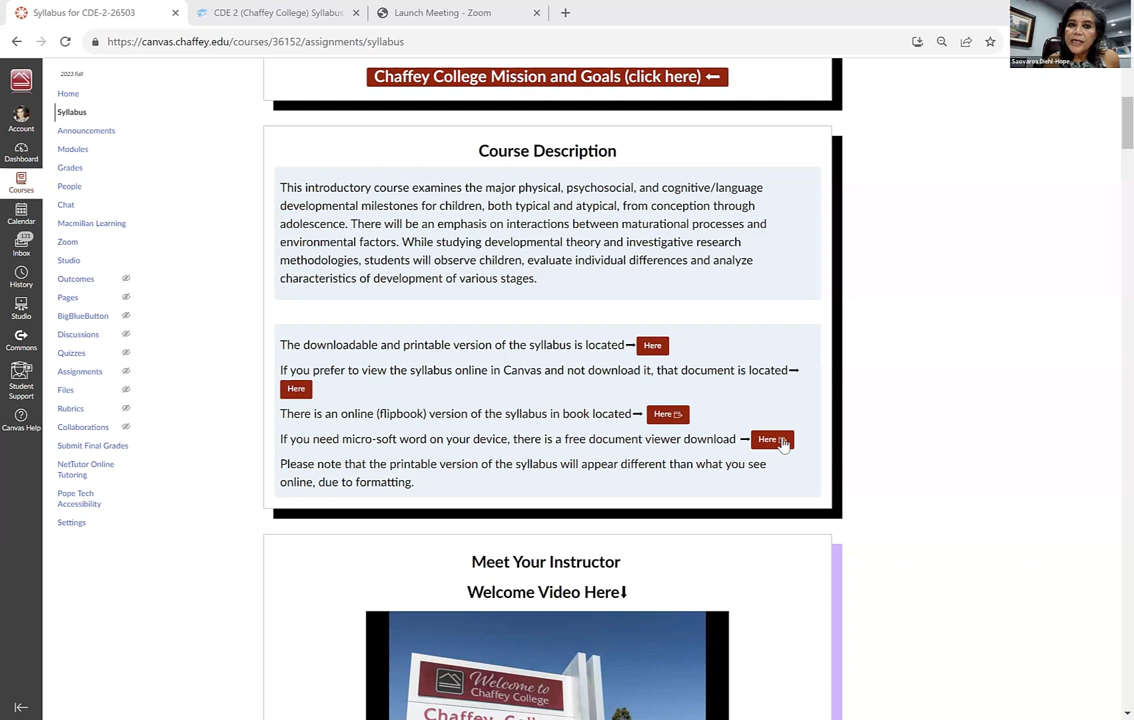 Syllabus for CDE-2-26503
CDE 2 (Chaffey College) Syllabus
Launch Meeting - Zoom
https://canvas.chaffey.edu/courses/36152/assignments/syllabus
Saovaros Diehl-Hope
2023 Fall
Home
Syllabus
Announcements
Modules
Grades
People
Chat
Macmillan Learning
Zoom
Studio
Outcomes
Pages
BigBlueButton
Discussions
Quizzes
Assignments
Files
Rubrics
Collaborations
Submit Final Grades
NetTutor Online
Tutoring
Pope Tech
Accessibility
Settings
Account
Dashboard
Courses
Calendar
131
Inbox
History
Studio
Commons
Student
Support
Canvas Help
Chaffey College Mission and Goals (click here) ←
Course Description
This introductory course examines the major physical, psychosocial, and cognitive/language
developmental milestones for children, both typical and atypical, from conception through
adolescence. There will be an emphasis on interactions between maturational processes and
environmental factors. While studying developmental theory and investigative research
methodologies, students will observe children, evaluate individual differences and analyze
characteristics of development of various stages.
The downloadable and printable version of the syllabus is located→ Here
If you prefer to view the syllabus online in Canvas and not download it, that document is located→
Here
There is an online (flipbook) version of the syllabus in book located→ Here
If you need micro-soft word on your device, there is a free document viewer download → Here
Please note that the printable version of the syllabus will appear different than what you see
online, due to formatting.
Meet Your Instructor
Welcome Video Here⬇
Welcome to
Chaffey College